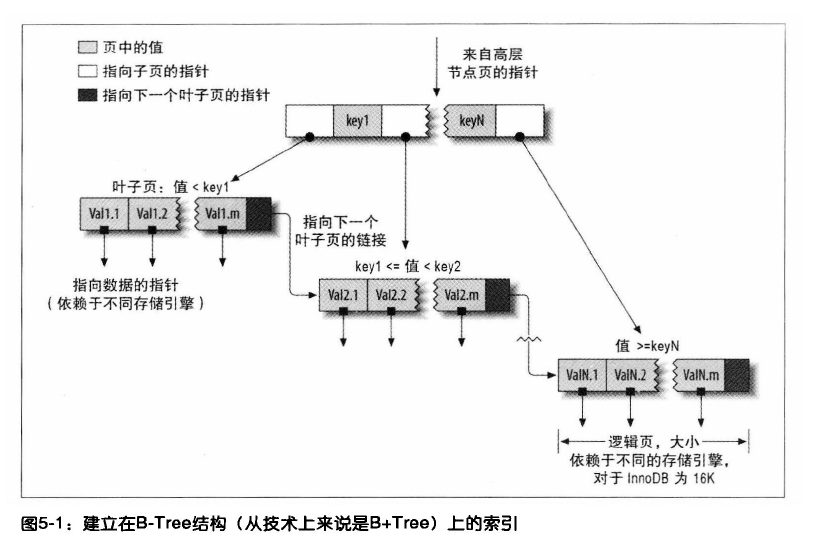 页中的值
指向子页的指针
指向下一个叶子页的指针
来自高层
节点页的指针
key1
keyN
叶子页：值 < key1
Val1.1
Val1.2
Val1.m
指向下一个
叶子页的链接
指向数据的指针
（依赖于不同存储引擎）
key1 <= 值 < key2
Val2.1
Val2.2
Val2.m
值 >=keyN
ValN.1
ValN.2
ValN.m
逻辑页，大小
依赖于不同的存储引擎，
对于 InnoDB 为 16K
图5-1：建立在B-Tree结构（从技术上来说是B+Tree）上的索引